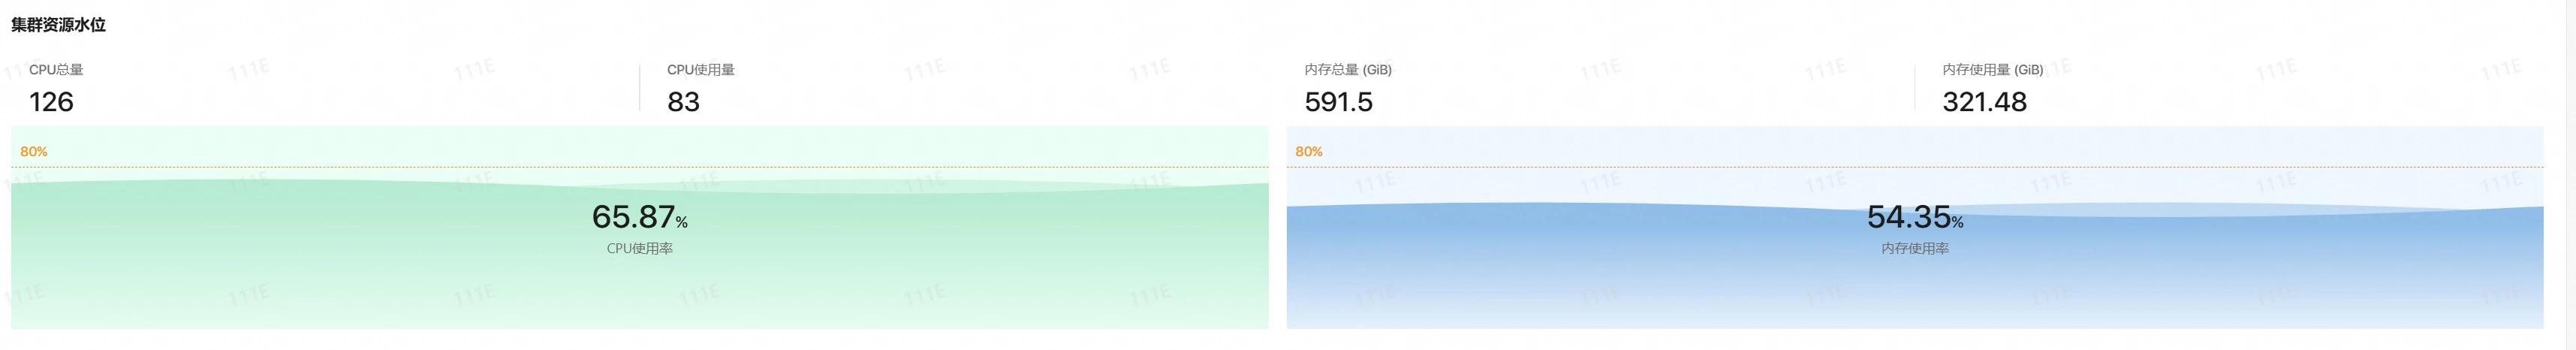 集群资源水位
CPU总量
126
CPU使用量
83
内存总量 (GiB)
591.5
内存使用量 (GiB)
321.48
80%
65.87%
CPU使用率
80%
54.35%
内存使用率
111E